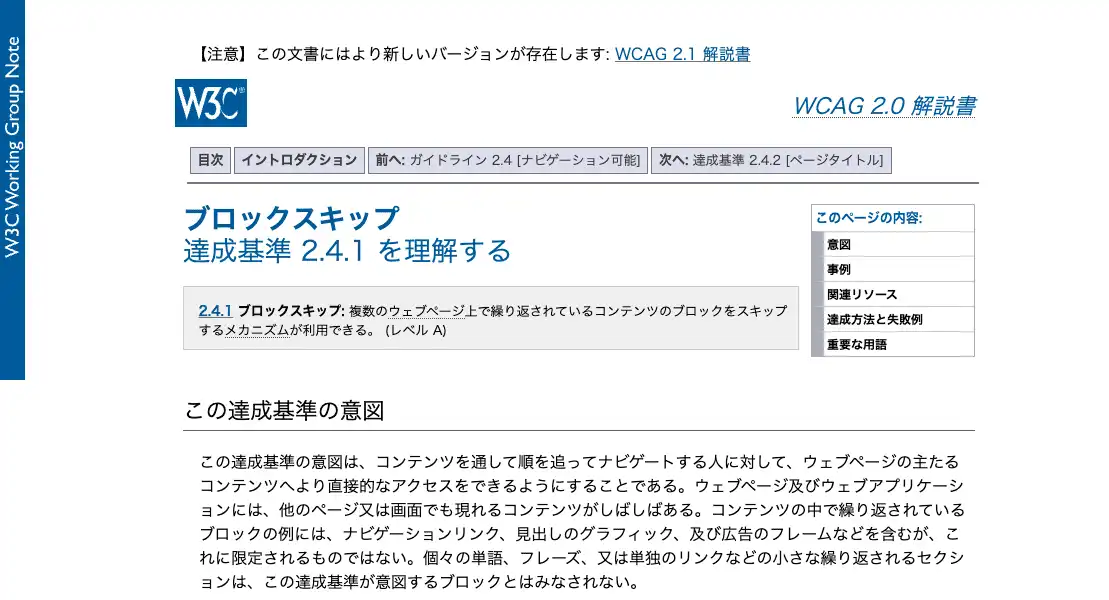 W3C Working Group Note
【注意】この文書にはより新しいバージョンが存在します: WCAG 2.1 解説書
W3C®
WCAG 2.0 解説書
目次 イントロダクション 前へ: ガイドライン 2.4 [ナビゲーション可能] 次へ: 達成基準 2.4.2 [ページタイトル]
ブロックスキップ
達成基準 2.4.1 を理解する
このページの内容:
意図
事例
関連リソース
達成方法と失敗例
重要な用語
2.4.1 ブロックスキップ: 複数のウェブページ上で繰り返されているコンテンツのブロックをスキップ
するメカニズムが利用できる。 (レベル A)
この達成基準の意図
この達成基準の意図は、コンテンツを通して順を追ってナビゲートする人に対して、ウェブページの主たる
コンテンツへより直接的なアクセスをできるようにすることである。ウェブページ及びウェブアプリケーシ
ョンには、他のページ又は画面でも現れるコンテンツがしばしばある。コンテンツの中で繰り返されている
ブロックの例には、ナビゲーションリンク、見出しのグラフィック、及び広告のフレームなどを含むが、こ
れに限定されるものではない。個々の単語、フレーズ、又は単独のリンクなどの小さな繰り返されるセクシ
ョンは、この達成基準が意図するブロックとはみなされない。